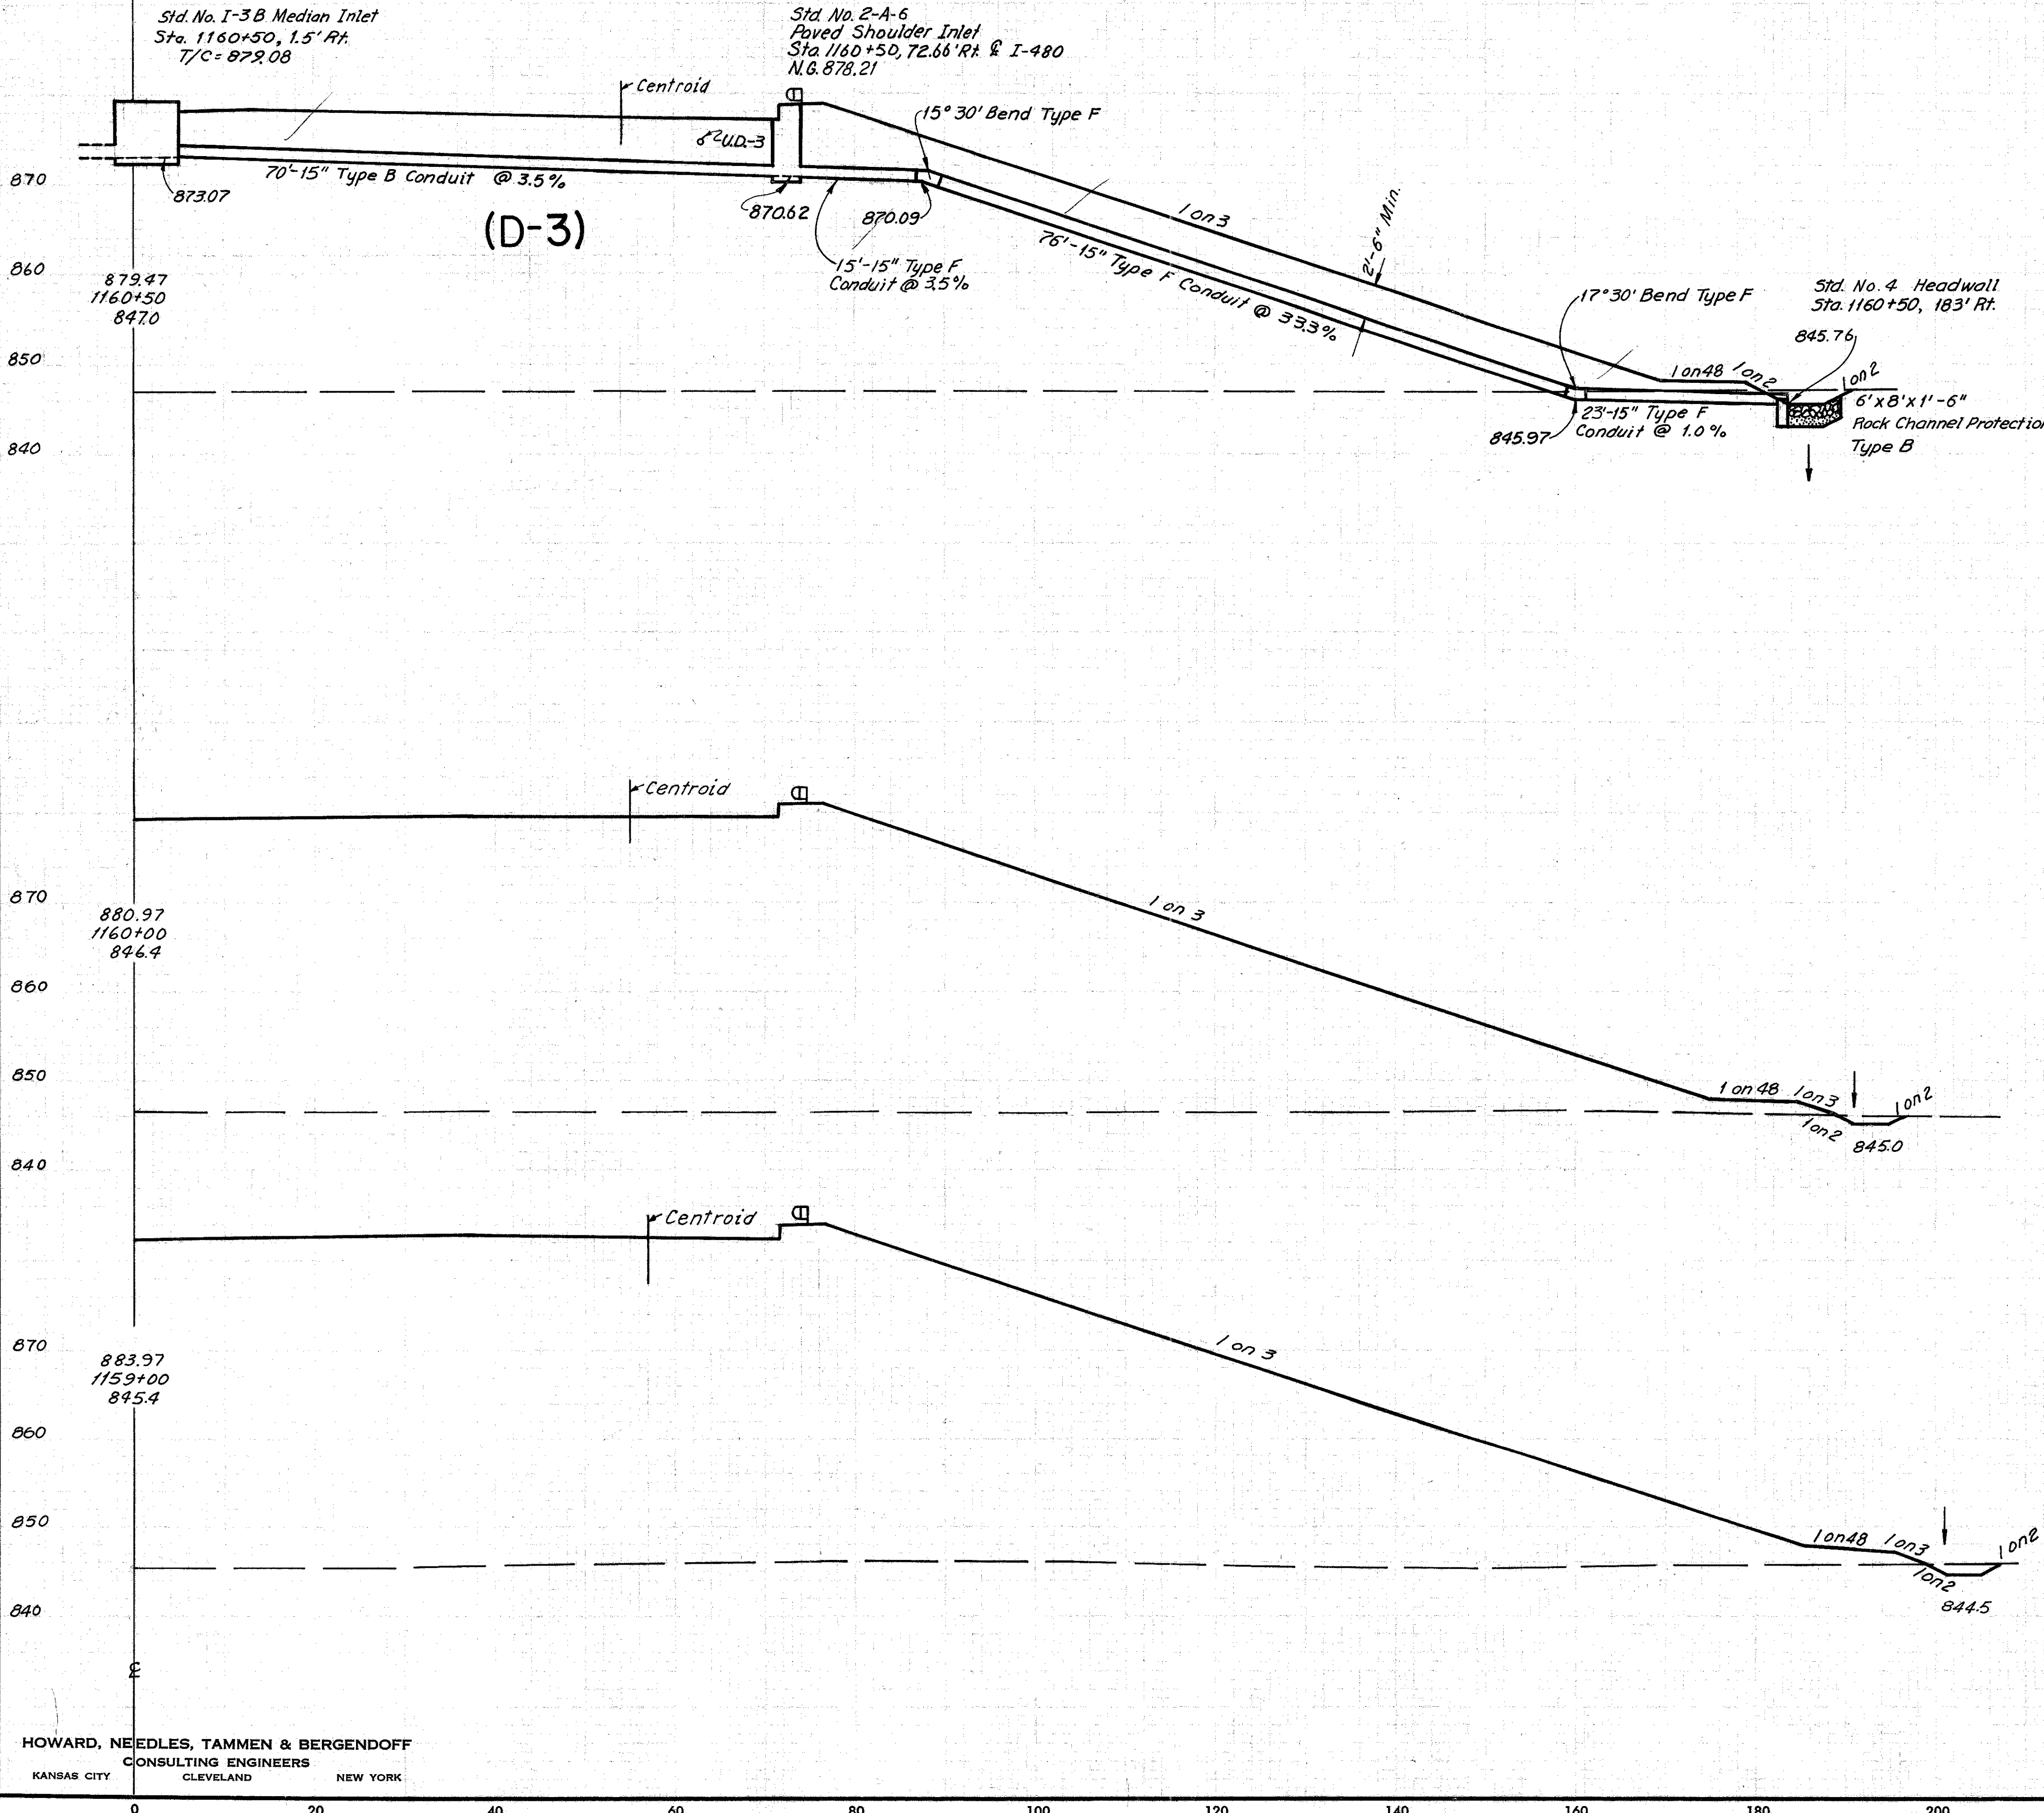 Std. No. I-3B Median Inlet
Sta. 1160+50, 1.5' Rt.
T/C = 879.08
Std. No. 2-A-6
Paved Shoulder Inlet
Sta. 1160+50, 72.66' Rt. ℄ I-480
N.G. 878.21
Centroid
15°30' Bend Type F
U.D.-3
70'-15" Type B Conduit @ 3.5%
870
873.07
870.62
870.09
(D-3)
1 on 3
2'-6" Min.
76'-15" Type F Conduit @ 33.3%
15'-15" Type F
Conduit @ 3.5%
860
879.47
1160+50
847.0
17°30' Bend Type F
Std. No. 4 Headwall
Sta. 1160+50, 183' Rt.
845.76
850
1 on 48
1 on 2
1 on 2
6'x8'x1'-6"
Rock Channel Protection
Type B
23'-15" Type F
Conduit @ 1.0%
845.97
840
Centroid
870
880.97
1160+00
846.4
1 on 3
860
850
1 on 48
1 on 3
1 on 2
1 on 2
845.0
840
Centroid
870
883.97
1159+00
845.4
1 on 3
860
850
1 on 48
1 on 3
1 on 2
1 on 2
844.5
840
℄
HOWARD, NEEDLES, TAMMEN & BERGENDOFF
CONSULTING ENGINEERS
KANSAS CITY CLEVELAND NEW YORK
0 20 40 60 80 100 120 140 160 180 200